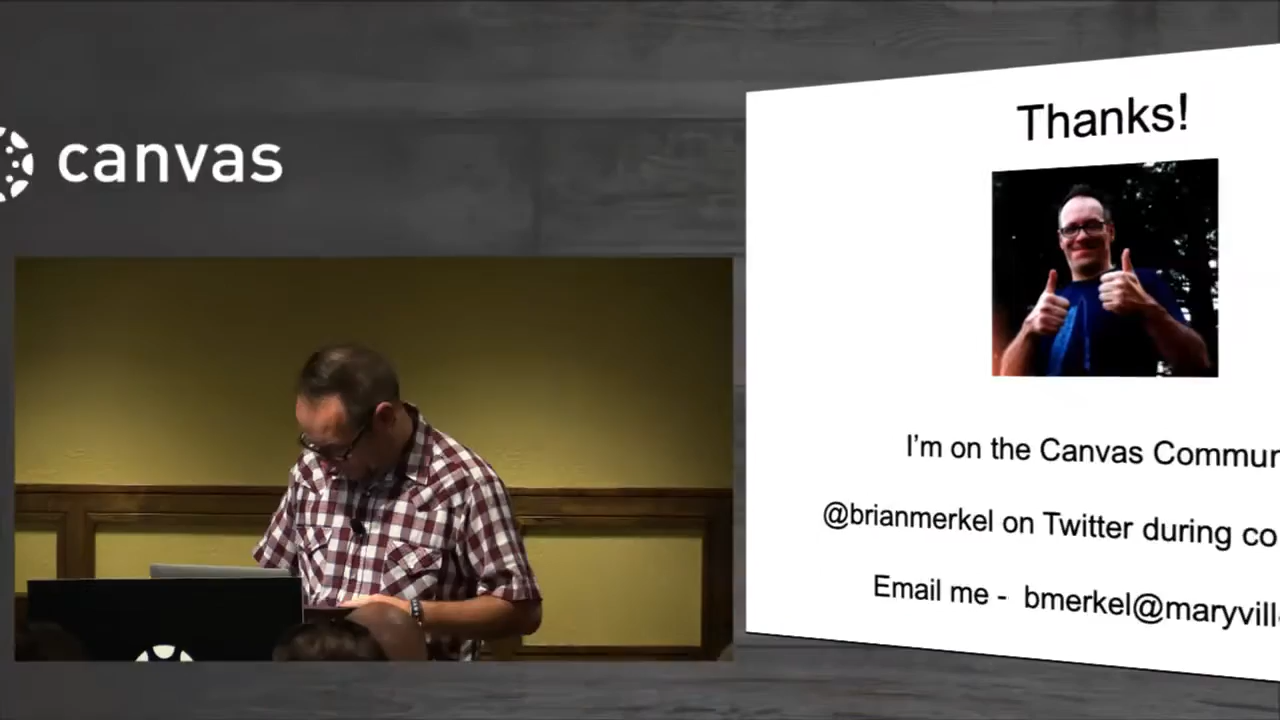 canvas
Thanks!
I'm on the Canvas Commun
@brianmerkel on Twitter during co
Email me - bmerkel@maryvill